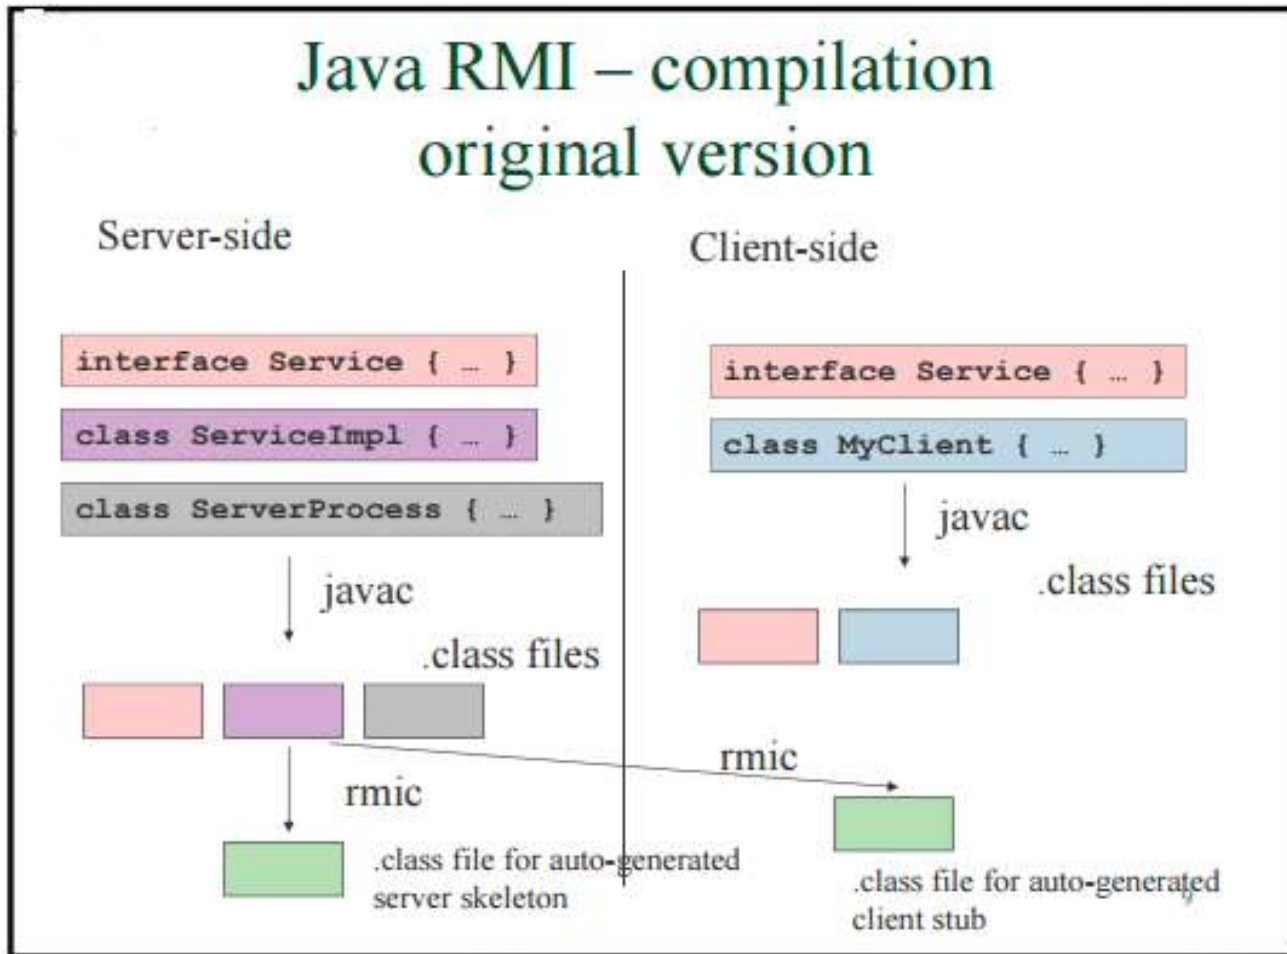 Java RMI – compilation
original version
Server-side
interface Service { … }
class ServiceImpl { … }
class ServerProcess { … }
javac
.class files
rmic
.class file for auto-generated
server skeleton
Client-side
interface Service { … }
class MyClient { … }
javac
.class files
rmic
.class file for auto-generated
client stub